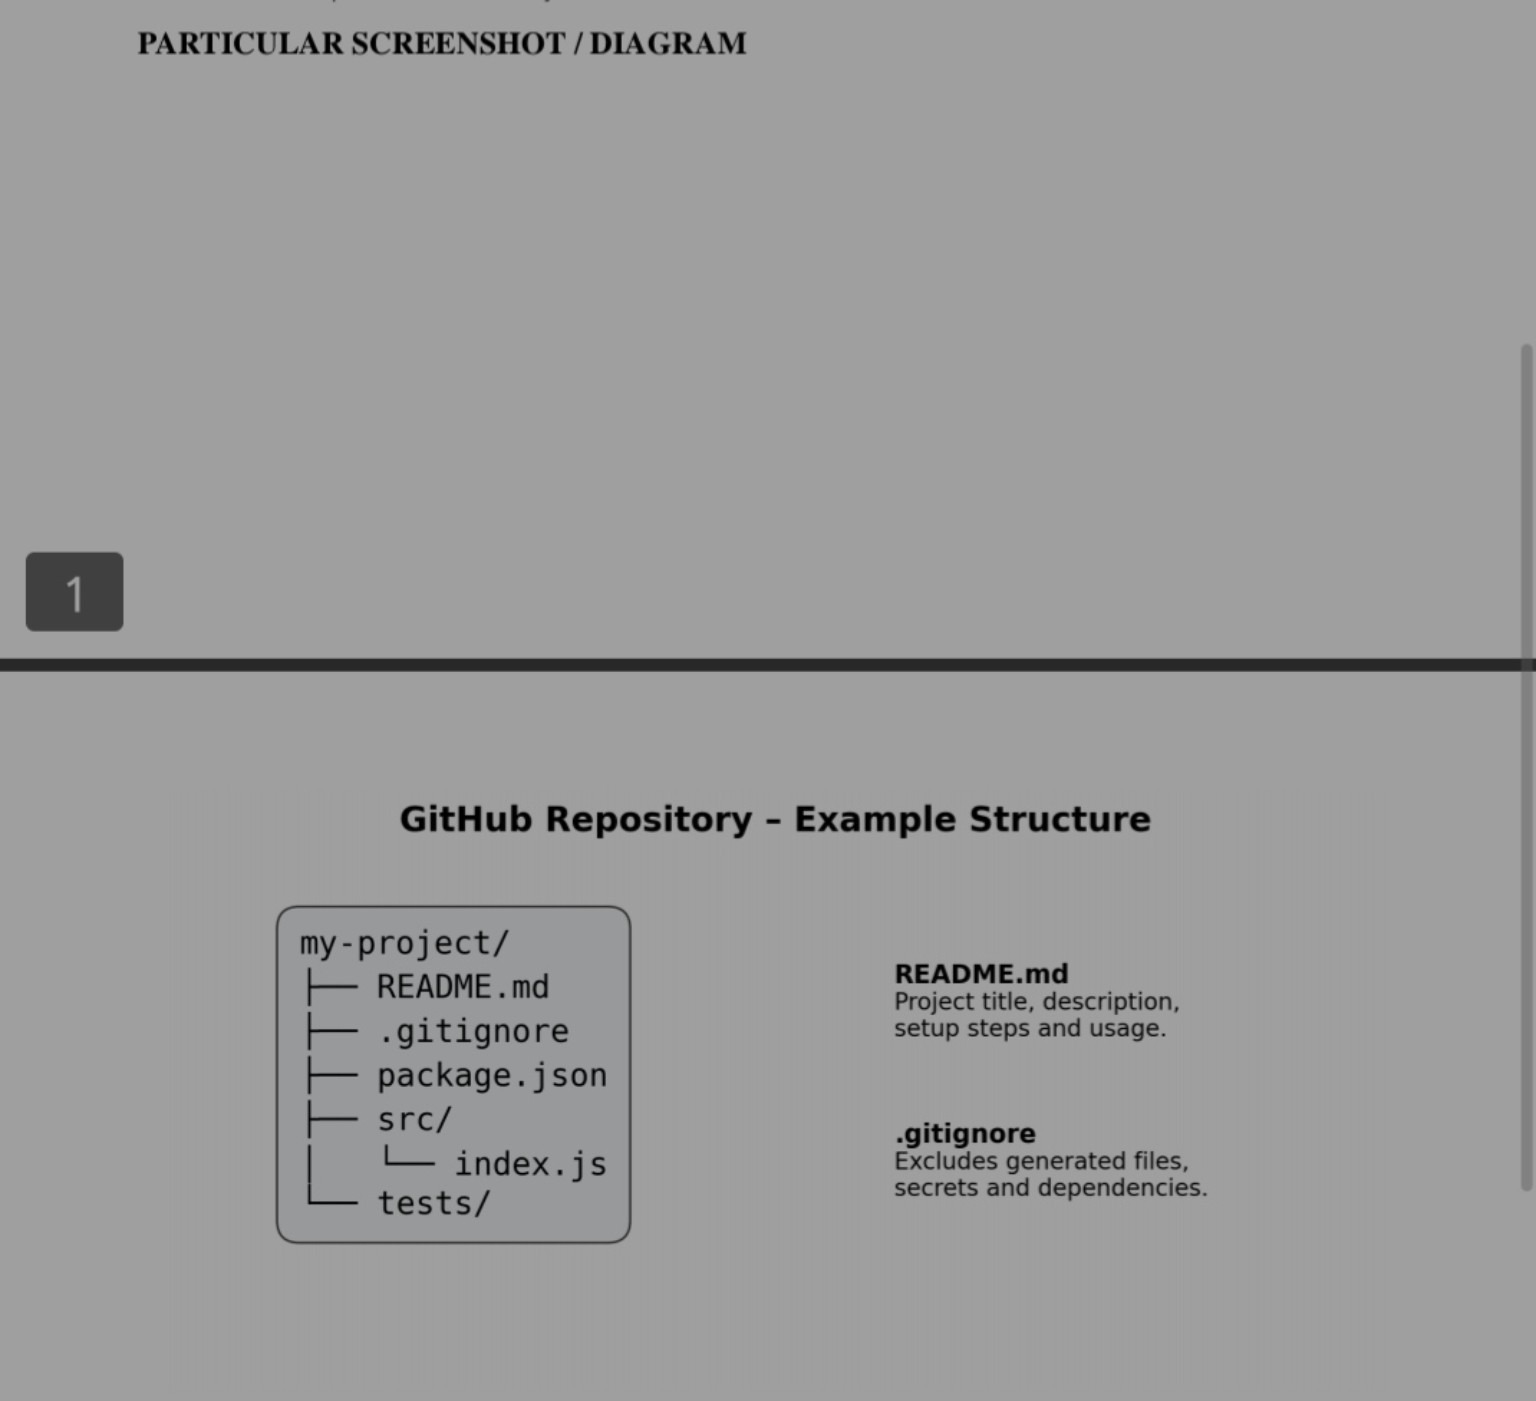 PARTICULAR SCREENSHOT / DIAGRAM
1
GitHub Repository – Example Structure
my-project/
├── README.md
├── .gitignore
├── package.json
├── src/
│   └── index.js
└── tests/
README.md
Project title, description,
setup steps and usage.
.gitignore
Excludes generated files,
secrets and dependencies.